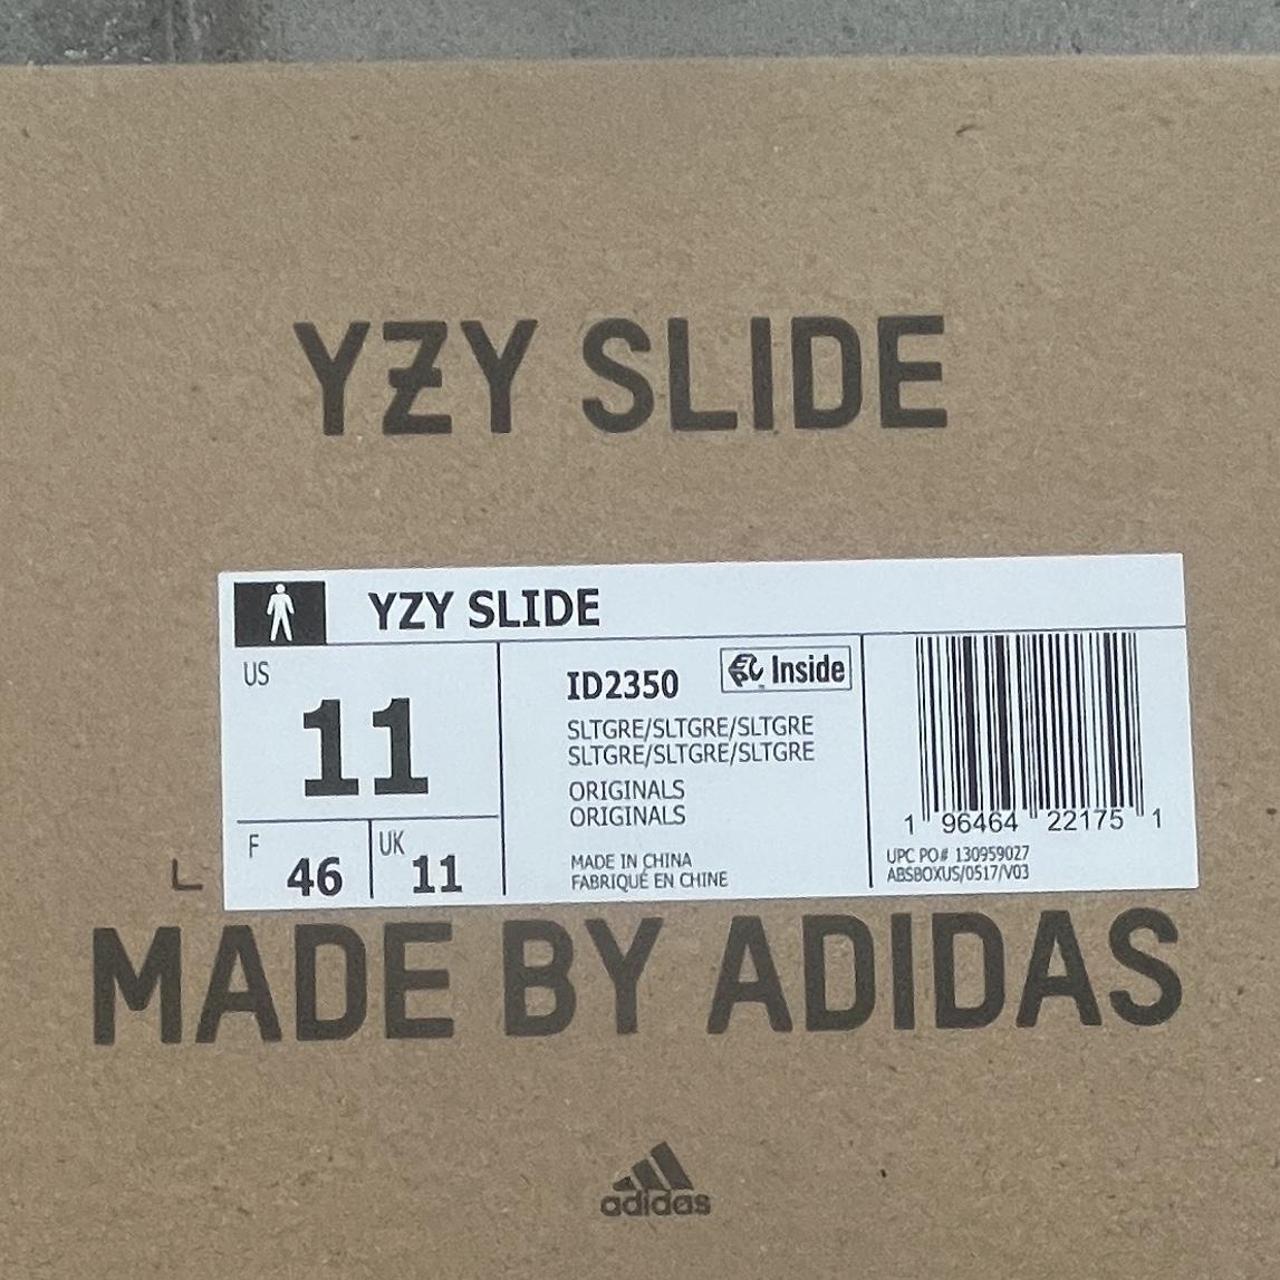 YZY SLIDE
YZY SLIDE
US
11
F
46
UK
11
ID2350
Inside
SLTGRE/SLTGRE/SLTGRE
SLTGRE/SLTGRE/SLTGRE
ORIGINALS
ORIGINALS
MADE IN CHINA
FABRIQUÉ EN CHINE
1 96464 22175 1
UPC PO# 130959027
ABSBOXUS/0517/V03
MADE BY ADIDAS
adidas